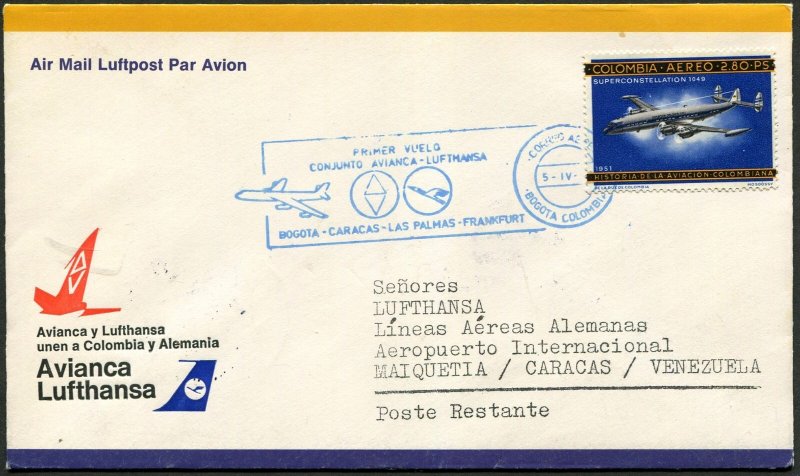 Air Mail Luftpost Par Avion
COLOMBIA - AEREO - 2.80 - PS
SUPERCONSTELLATION 1049
1951
HISTORIA DE LA AVIACION COLOMBIANA
PRIMER VUELO
CONJUNTO AVIANCA - LUFTHANSA
BOGOTA - CARACAS - LAS PALMAS - FRANKFURT
CORREO
5 - IV -
BOGOTA COLOMBIA
Señores
LUFTHANSA
Líneas Aéreas Alemanas
Aeropuerto Internacional
MAIQUETIA / CARACAS / VENEZUELA
Poste Restante
Avianca y Lufthansa
unen a Colombia y Alemania
Avianca
Lufthansa